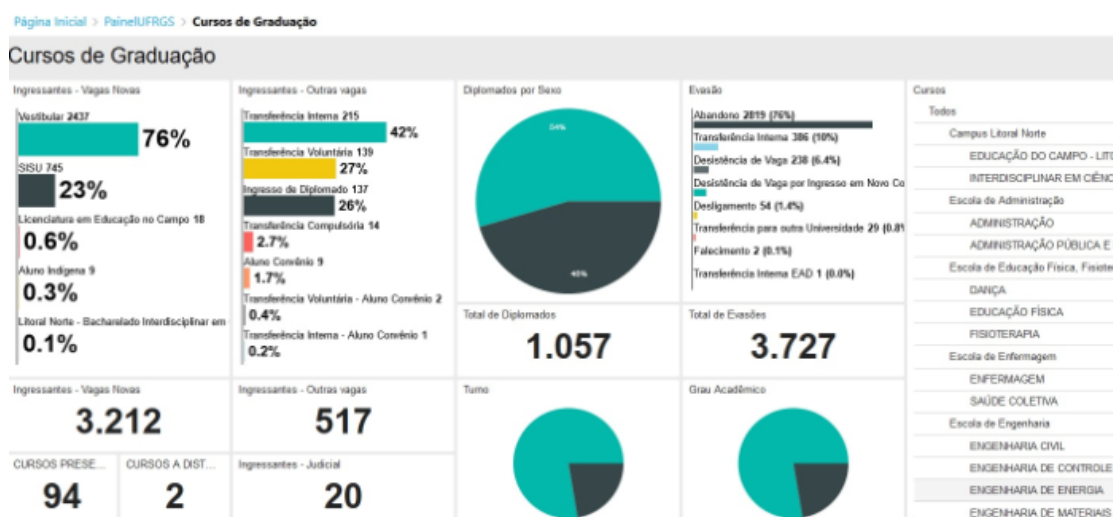 Página Inicial > PainelUFRGS > Cursos de Graduação
Cursos de Graduação
Ingressantes - Vagas Novas
Vestibular 2437
76%
SISU 745
23%
Licenciatura em Educação no Campo 18
0.6%
Aluno Indígena 9
0.3%
Litoral Norte - Bacharelado Interdisciplinar em
0.1%
Ingressantes - Outras vagas
Transferência Interna 215
42%
Transferência Voluntária 139
27%
Ingresso de Diplomado 137
26%
Transferência Compulsória 14
2.7%
Aluno Convênio 9
1.7%
Transferência Voluntária - Aluno Convênio 2
0.4%
Transferência Interna - Aluno Convênio 1
0.2%
Diplomados por Sexo
54%
46%
Evasão
Abandono 2819 (76%)
Transferência Interna 386 (10%)
Desistência de Vaga 238 (6.4%)
Desistência de Vaga por Ingresso em Novo Co
Desligamento 54 (1.4%)
Transferência para outra Universidade 29 (0.8%
Falecimento 2 (0.1%)
Transferência Interna EAD 1 (0.0%)
Total de Diplomados
1.057
Total de Evasões
3.727
Ingressantes - Vagas Novas
3.212
Ingressantes - Outras vagas
517
CURSOS PRESE...
94
CURSOS A DIST...
2
Ingressantes - Judicial
20
Turno
Grau Acadêmico
Cursos
Todos
Campus Litoral Norte
EDUCAÇÃO DO CAMPO - LITO
INTERDISCIPLINAR EM CIÊNC
Escola de Administração
ADMINISTRAÇÃO
ADMINISTRAÇÃO PÚBLICA E
Escola de Educação Física, Fisioter
DANÇA
EDUCAÇÃO FÍSICA
FISIOTERAPIA
Escola de Enfermagem
ENFERMAGEM
SAÚDE COLETIVA
Escola de Engenharia
ENGENHARIA CIVIL
ENGENHARIA DE CONTROLE
ENGENHARIA DE ENERGIA
ENGENHARIA DE MATERIAIS